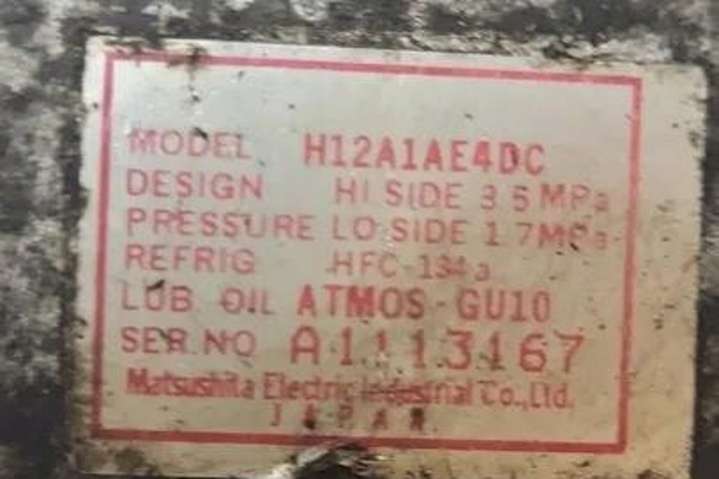 MODEL H12A1AE4DC
DESIGN HI SIDE 3.5 MPa
PRESSURE LO SIDE 1.7 MPa
REFRIG HFC-134a
LUB. OIL ATMOS-GU10
SER.NO A1113167
Matsushita Electric Industrial Co.,Ltd.
JAPAN